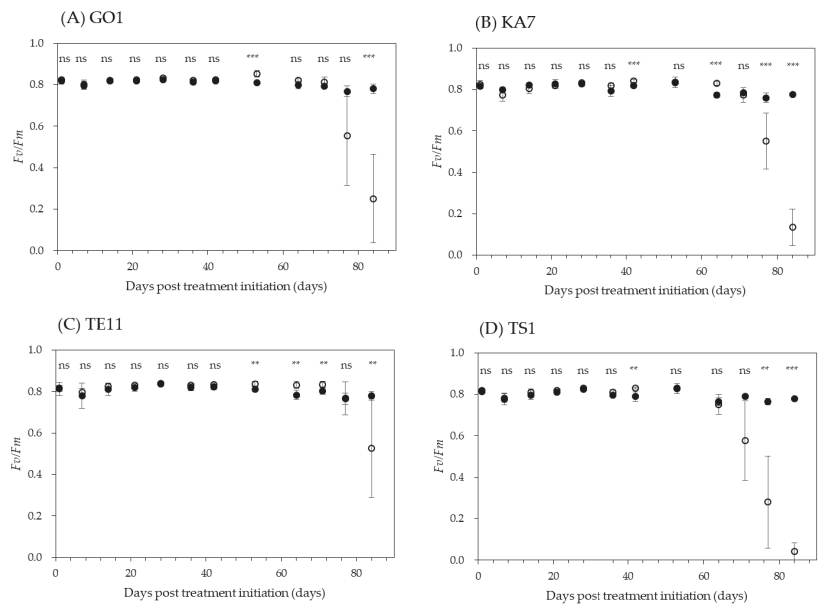 (A) GO1
ns ns ns ns ns ns ns *** ns ns ns ***
1.0
0.8
0.6
0.4
0.2
0.0
Fv/Fm
0 20 40 60 80
Days post treatment initiation (days)
(B) KA7
ns ns ns ns ns ns *** ns *** ns *** ***
1.0
0.8
0.6
0.4
0.2
0.0
Fv/Fm
0 20 40 60 80
Days post treatment initiation (days)
(C) TE11
ns ns ns ns ns ns ns ** ** ** ns **
1.0
0.8
0.6
0.4
0.2
0.0
Fv/Fm
0 20 40 60 80
Days post treatment initiation (days)
(D) TS1
ns ns ns ns ns ns ** ns ns ns ** ***
1.0
0.8
0.6
0.4
0.2
0.0
Fv/Fm
0 20 40 60 80
Days post treatment initiation (days)